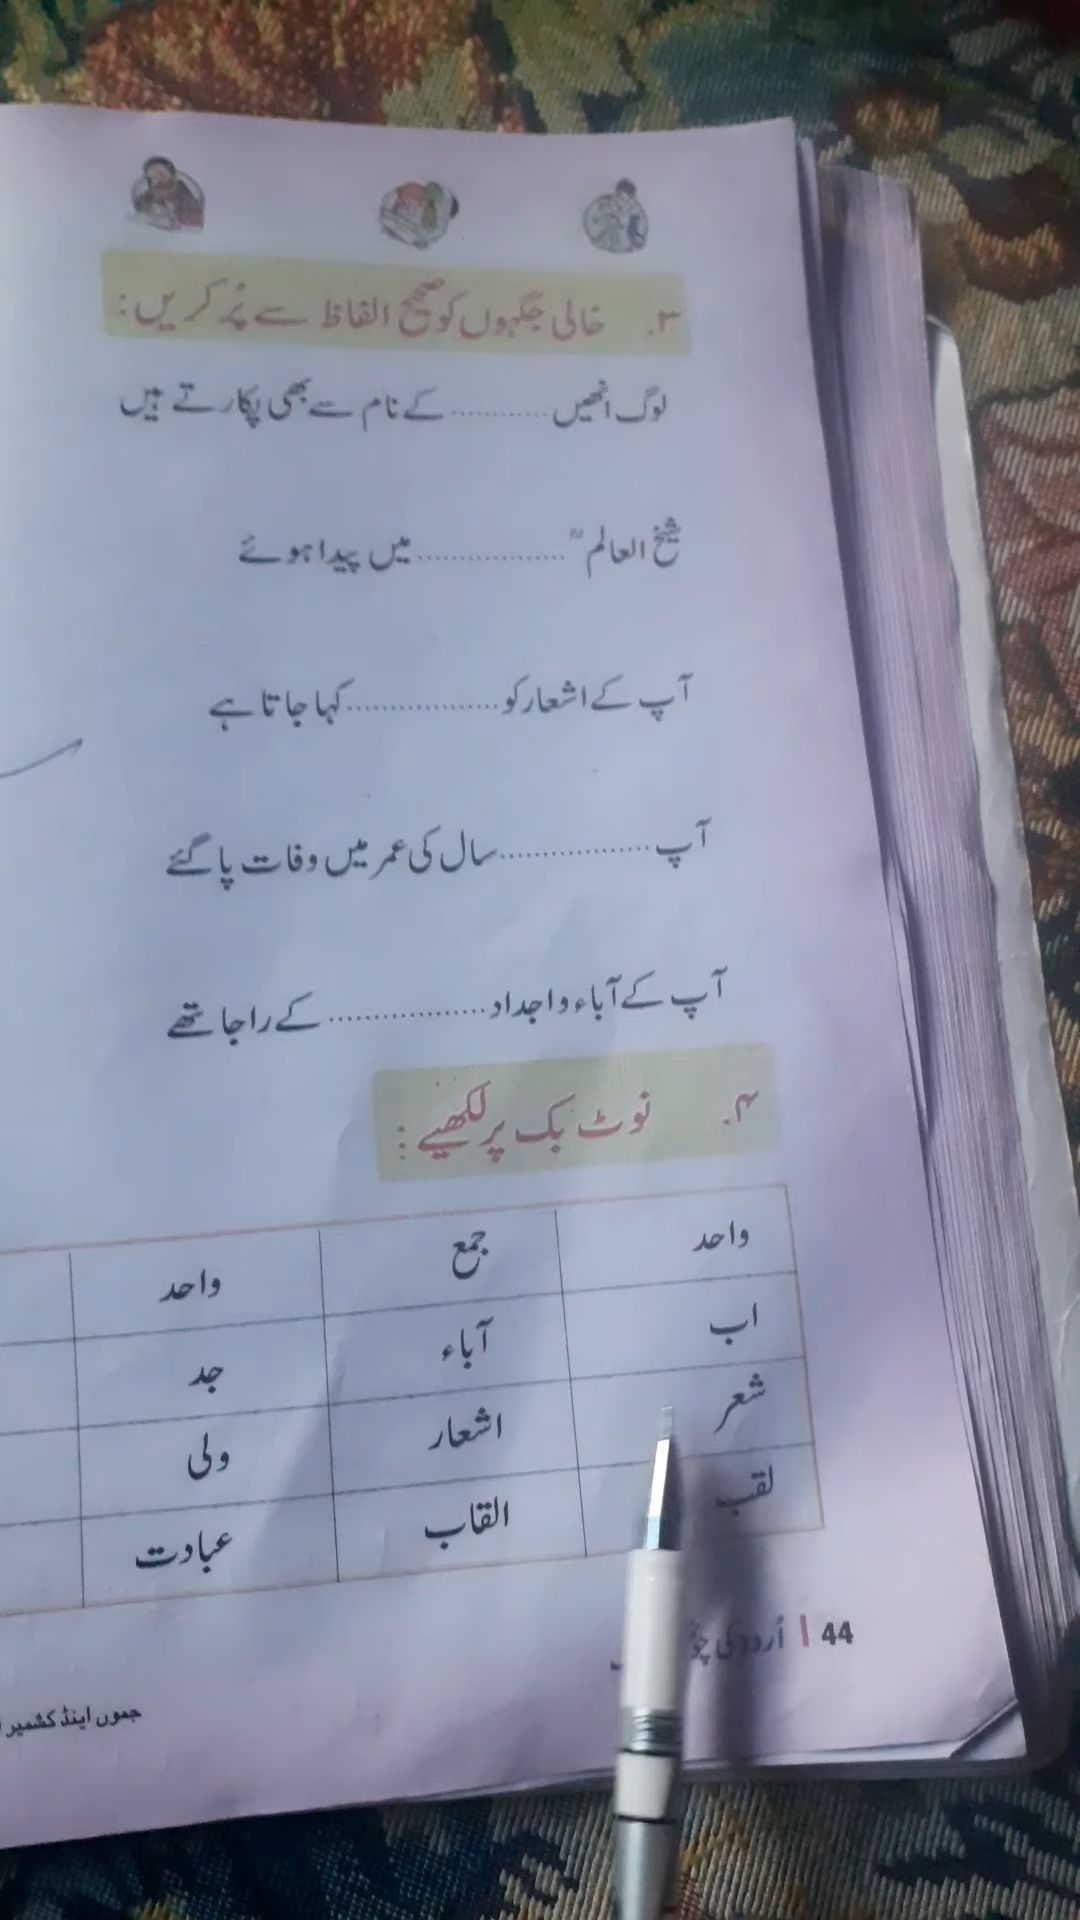 ۳. خالی جگہوں کو صحیح الفاظ سے پُر کریں:
لوگ انھیں ........... کے نام سے بھی پکارتے ہیں
شیخ العالمؒ ................. میں پیدا ہوئے
آپ کے اشعار کو ................. کہا جاتا ہے
آپ ................. سال کی عمر میں وفات پا گئے
آپ کے آباء و اجداد ................. کے راجا تھے
۴. نوٹ بک پر لکھیے:
واحد جمع واحد
اب آباء جد
شعر اشعار ولی
لقب القاب عبادت
44 | اُردو کی
جموں اینڈ کشمیر